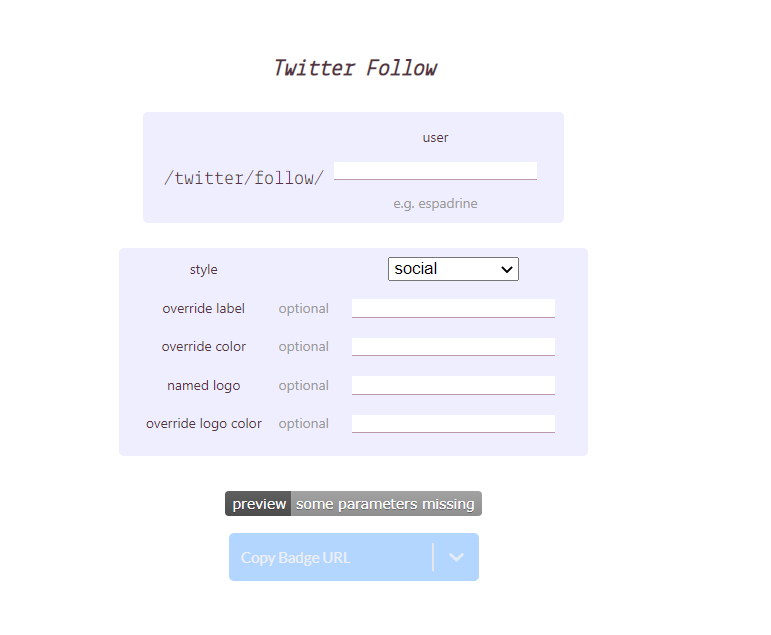 Twitter Follow
user
/twitter/follow/
e.g. espadrine
style social
override label optional
override color optional
named logo optional
override logo color optional
preview some parameters missing
Copy Badge URL